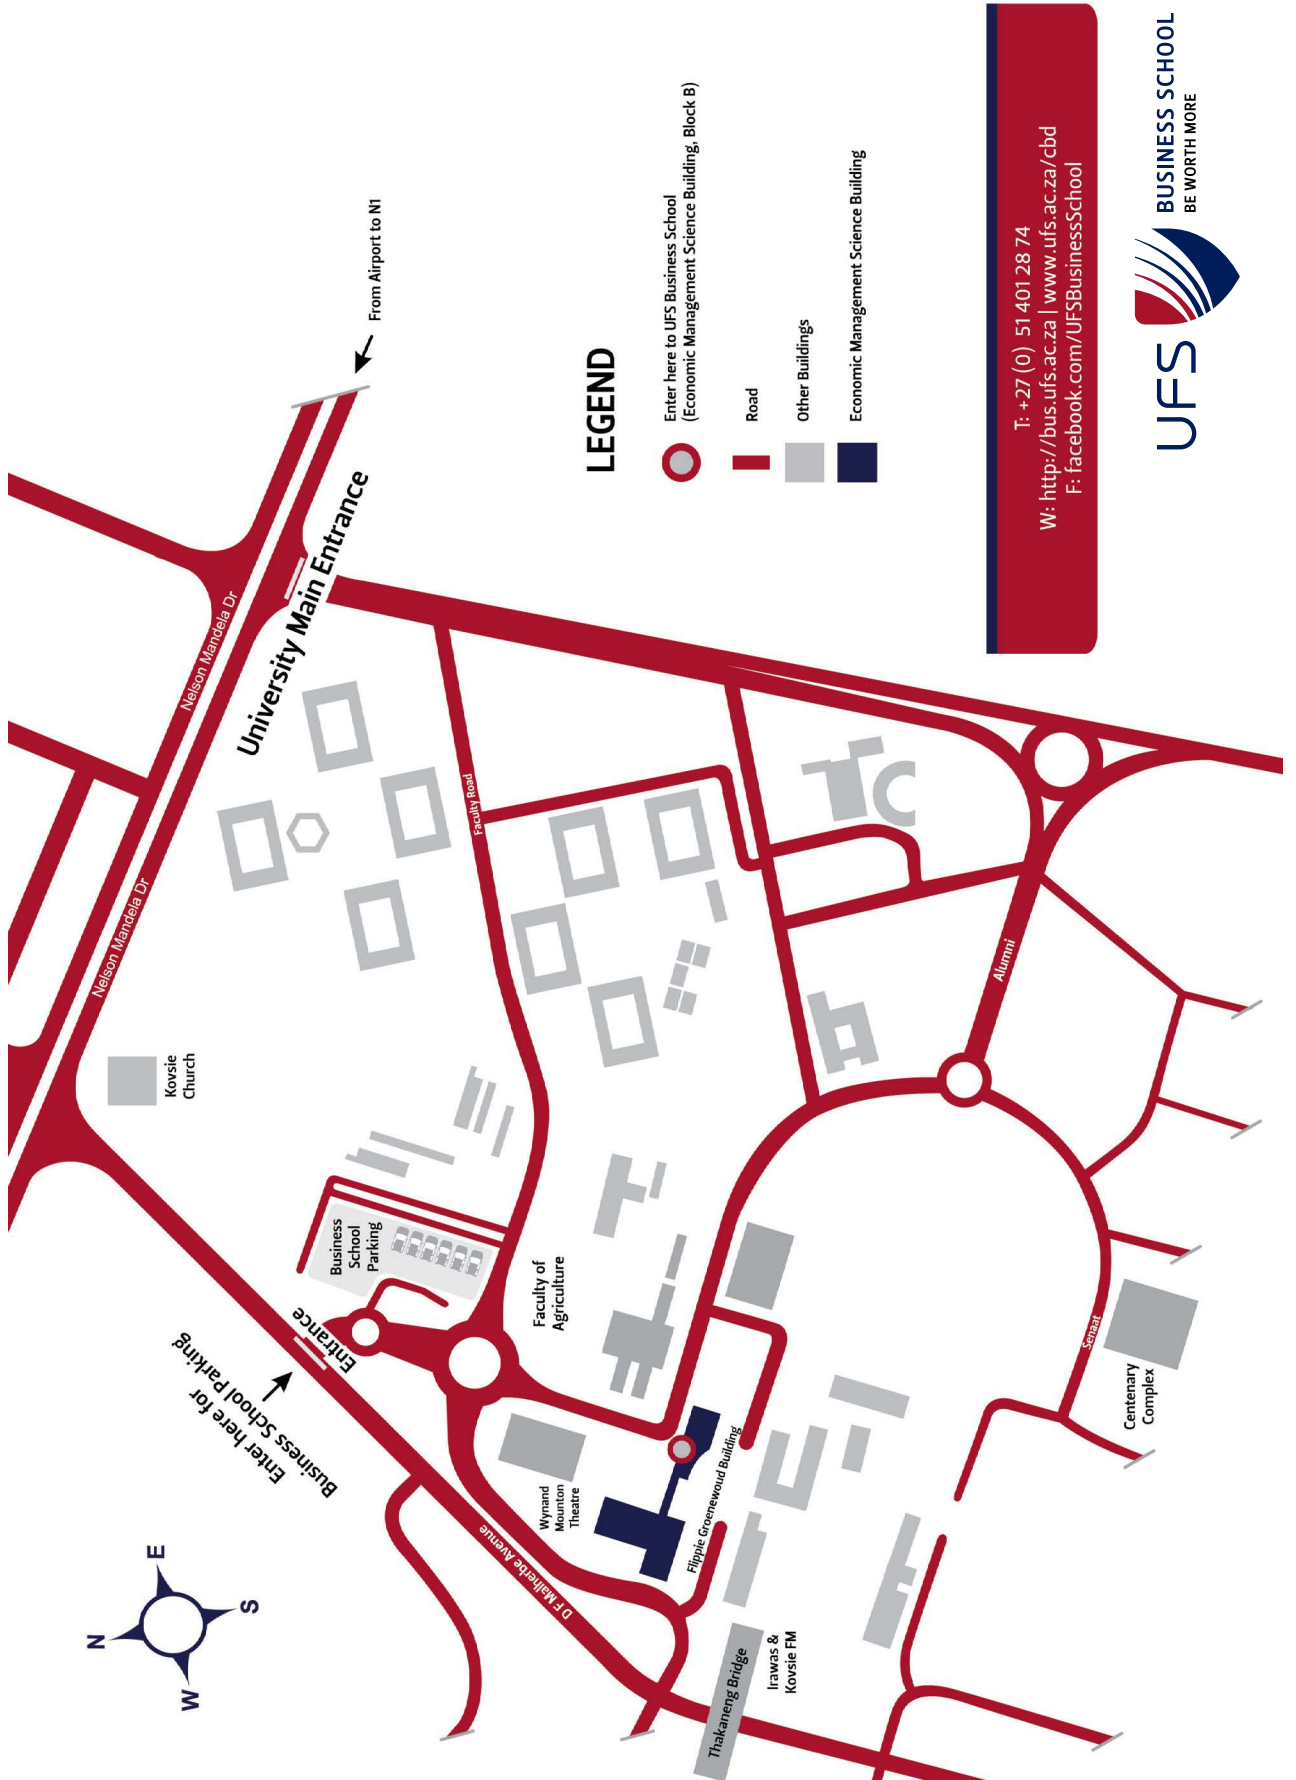 N
E
S
W
Enter here for
Business School Parking
Entrance
Business
School
Parking
Kovsie
Church
Nelson Mandela Dr
Nelson Mandela Dr
University Main Entrance
From Airport to N1
Faculty Road
Faculty of
Agriculture
Wynand
Mounton
Theatre
D F Malherbe Avenue
Flippie Groenewoud Building
Thakaneng Bridge
Irawas &
Kovsie FM
Alumni
Senaat
Centenary
Complex
LEGEND
Enter here to UFS Business School
(Economic Management Science Building, Block B)
Road
Other Buildings
Economic Management Science Building
T: +27 (0) 51 401 28 74
W: http://bus.ufs.ac.za | www.ufs.ac.za/cbd
F: facebook.com/UFSBusinessSchool
UFS
BUSINESS SCHOOL
BE WORTH MORE